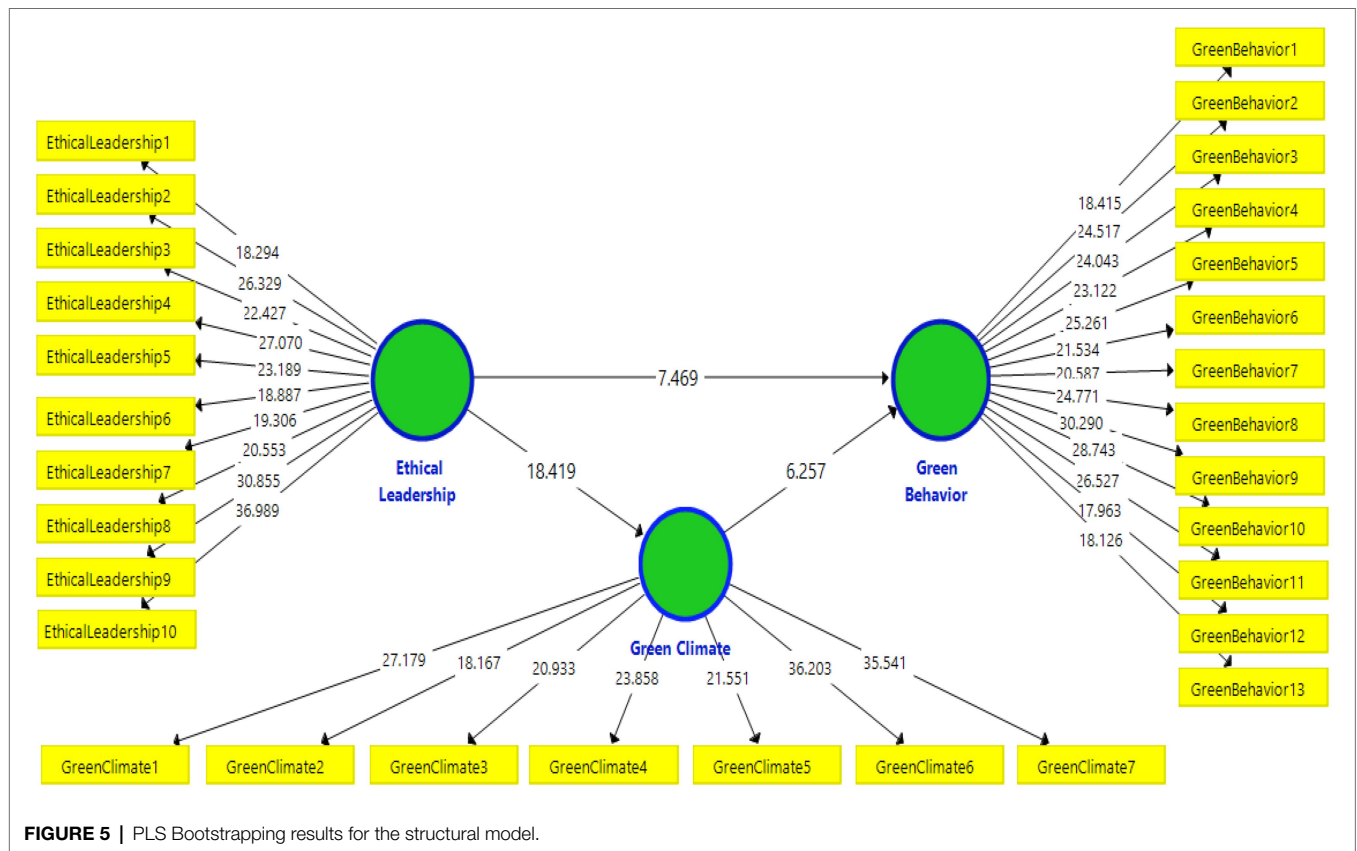 EthicalLeadership1
EthicalLeadership2
EthicalLeadership3
EthicalLeadership4
EthicalLeadership5
EthicalLeadership6
EthicalLeadership7
EthicalLeadership8
EthicalLeadership9
EthicalLeadership10
18.294
26.329
22.427
27.070
23.189
18.887
19.306
20.553
30.855
36.989
Ethical
Leadership
7.469
18.419
6.257
Green
Behavior
18.415
24.517
24.043
23.122
25.261
21.534
20.587
24.771
30.290
28.743
26.527
17.963
18.126
GreenBehavior1
GreenBehavior2
GreenBehavior3
GreenBehavior4
GreenBehavior5
GreenBehavior6
GreenBehavior7
GreenBehavior8
GreenBehavior9
GreenBehavior10
GreenBehavior11
GreenBehavior12
GreenBehavior13
Green Climate
27.179
18.167
20.933
23.858
21.551
36.203
35.541
GreenClimate1
GreenClimate2
GreenClimate3
GreenClimate4
GreenClimate5
GreenClimate6
GreenClimate7
FIGURE 5 | PLS Bootstrapping results for the structural model.